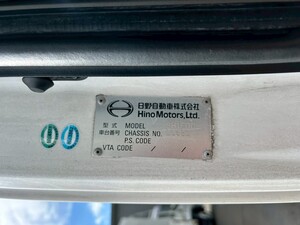 日野自動車株式会社
Hino Motors, Ltd.
型式 MODEL
車台番号 CHASSIS NO.
P.S. CODE
VTA CODE / /